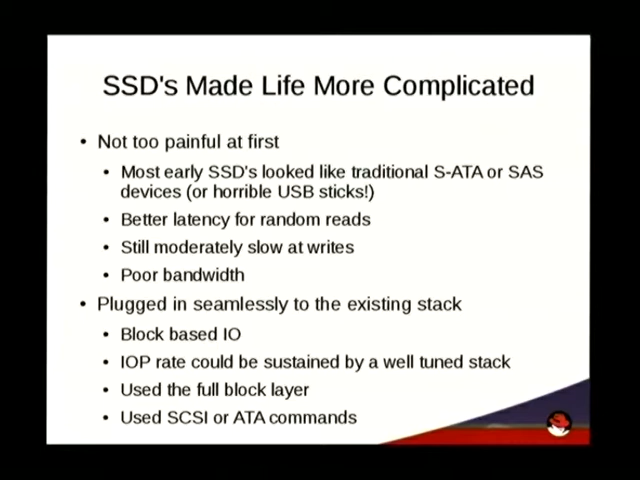 SSD's Made Life More Complicated
• Not too painful at first
• Most early SSD's looked like traditional S-ATA or SAS
devices (or horrible USB sticks!)
• Better latency for random reads
• Still moderately slow at writes
• Poor bandwidth
• Plugged in seamlessly to the existing stack
• Block based IO
• IOP rate could be sustained by a well tuned stack
• Used the full block layer
• Used SCSI or ATA commands